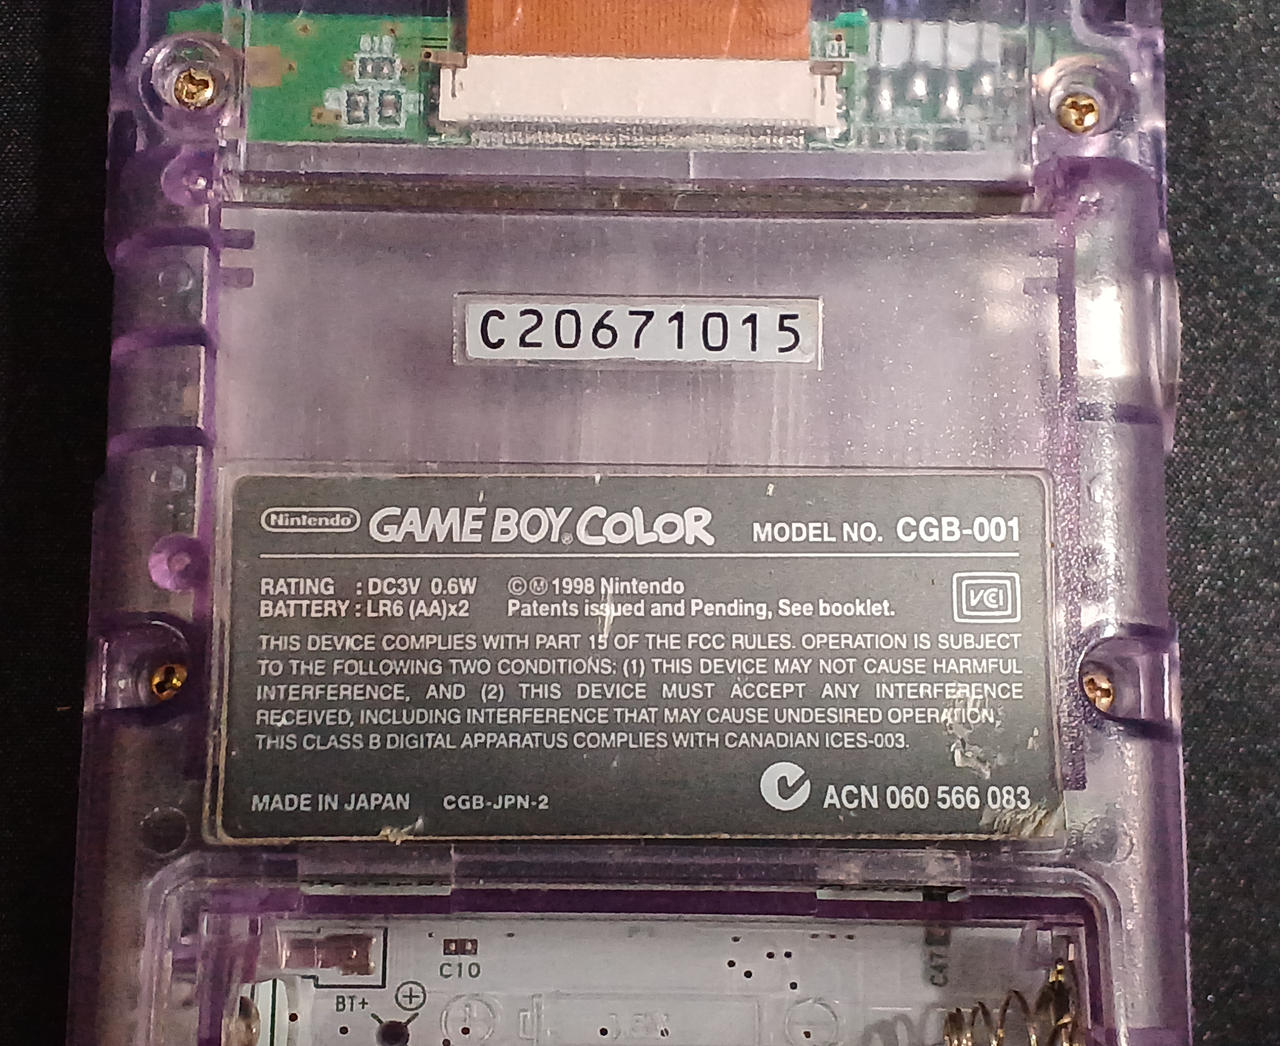 C20671015
Nintendo GAME BOY COLOR MODEL NO. CGB-001
RATING : DC3V 0.6W ©Ⓜ1998 Nintendo
BATTERY : LR6 (AA)x2 Patents issued and Pending, See booklet.
VCI
THIS DEVICE COMPLIES WITH PART 15 OF THE FCC RULES. OPERATION IS SUBJECT
TO THE FOLLOWING TWO CONDITIONS: (1) THIS DEVICE MAY NOT CAUSE HARMFUL
INTERFERENCE, AND (2) THIS DEVICE MUST ACCEPT ANY INTERFERENCE
RECEIVED, INCLUDING INTERFERENCE THAT MAY CAUSE UNDESIRED OPERATION,
THIS CLASS B DIGITAL APPARATUS COMPLIES WITH CANADIAN ICES-003.
MADE IN JAPAN CGB-JPN-2 ACN 060 566 083
C10
C47
BT+